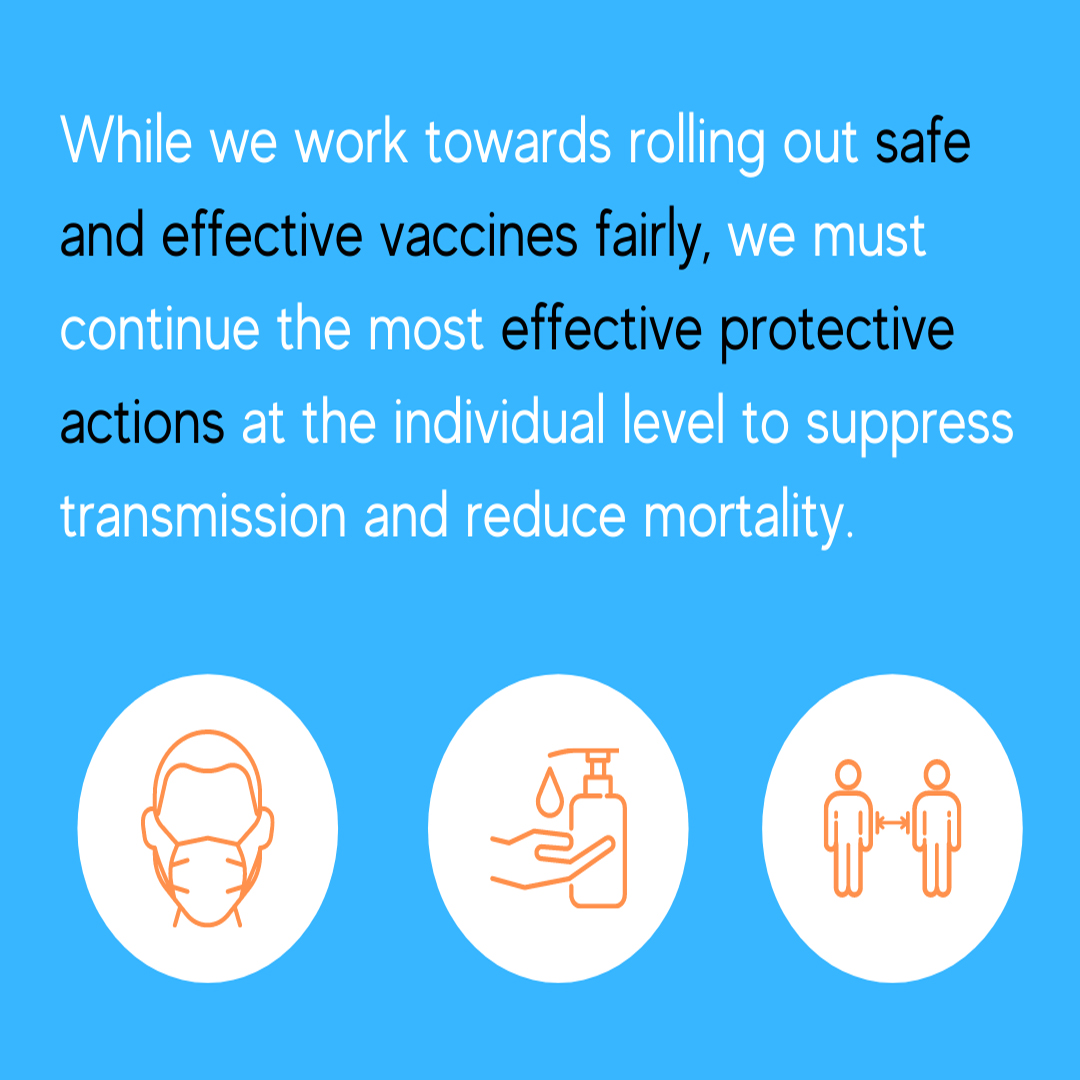 While we work towards rolling out safe
and effective vaccines fairly, we must
continue the most effective protective
actions at the individual level to suppress
transmission and reduce mortality.